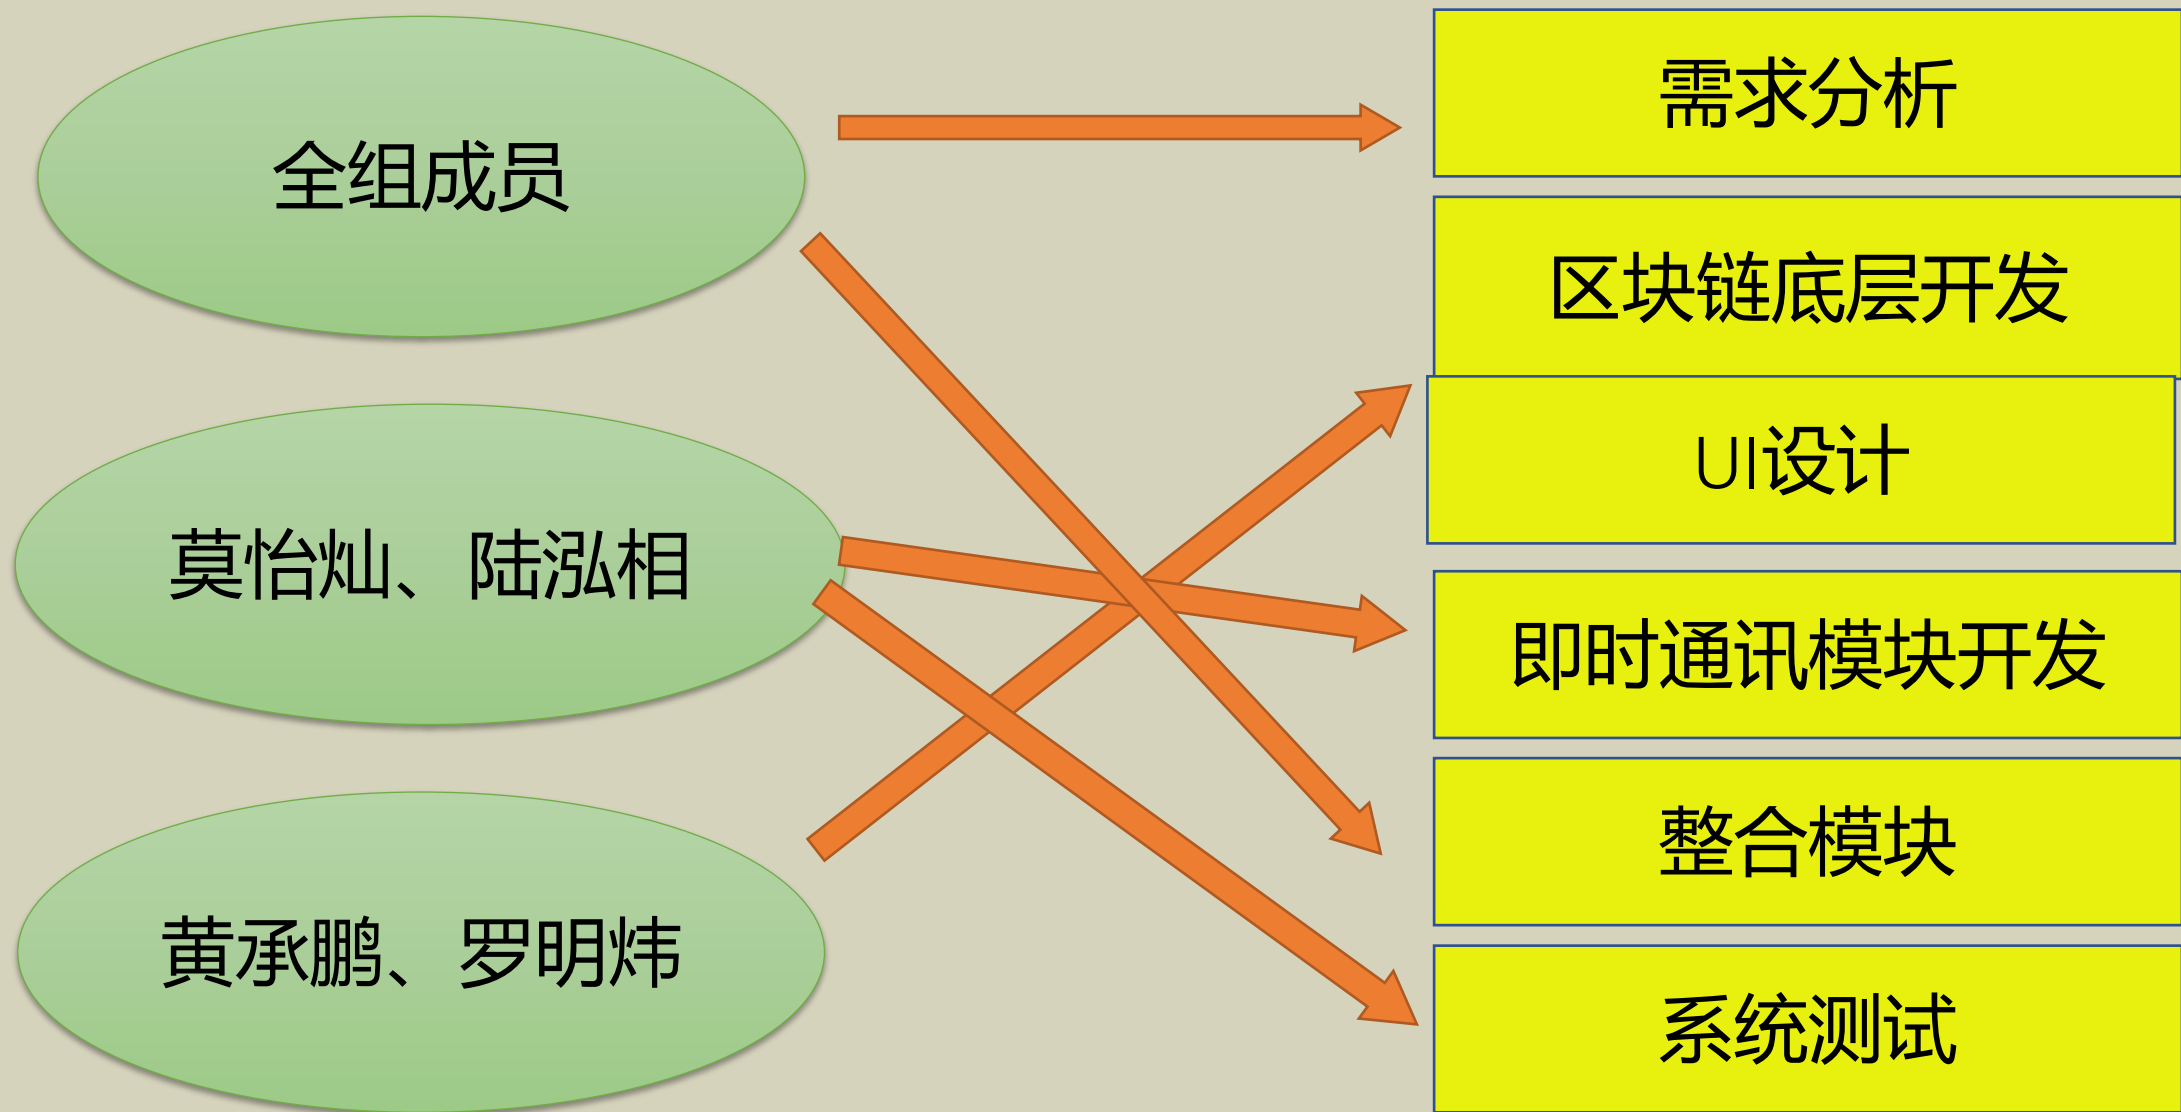 全组成员
莫怡灿、陆泓相
黄承鹏、罗明炜
需求分析
区块链底层开发
UI设计
即时通讯模块开发
整合模块
系统测试